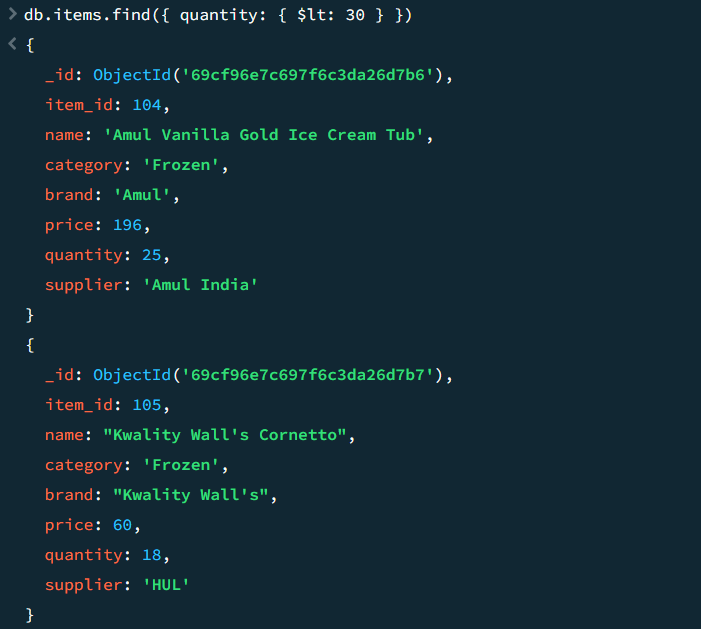 > db.items.find({ quantity: { $lt: 30 } })
< {
_id: ObjectId('69cf96e7c697f6c3da26d7b6'),
item_id: 104,
name: 'Amul Vanilla Gold Ice Cream Tub',
category: 'Frozen',
brand: 'Amul',
price: 196,
quantity: 25,
supplier: 'Amul India'
}
{
_id: ObjectId('69cf96e7c697f6c3da26d7b7'),
item_id: 105,
name: "Kwality Wall's Cornetto",
category: 'Frozen',
brand: "Kwality Wall's",
price: 60,
quantity: 18,
supplier: 'HUL'
}